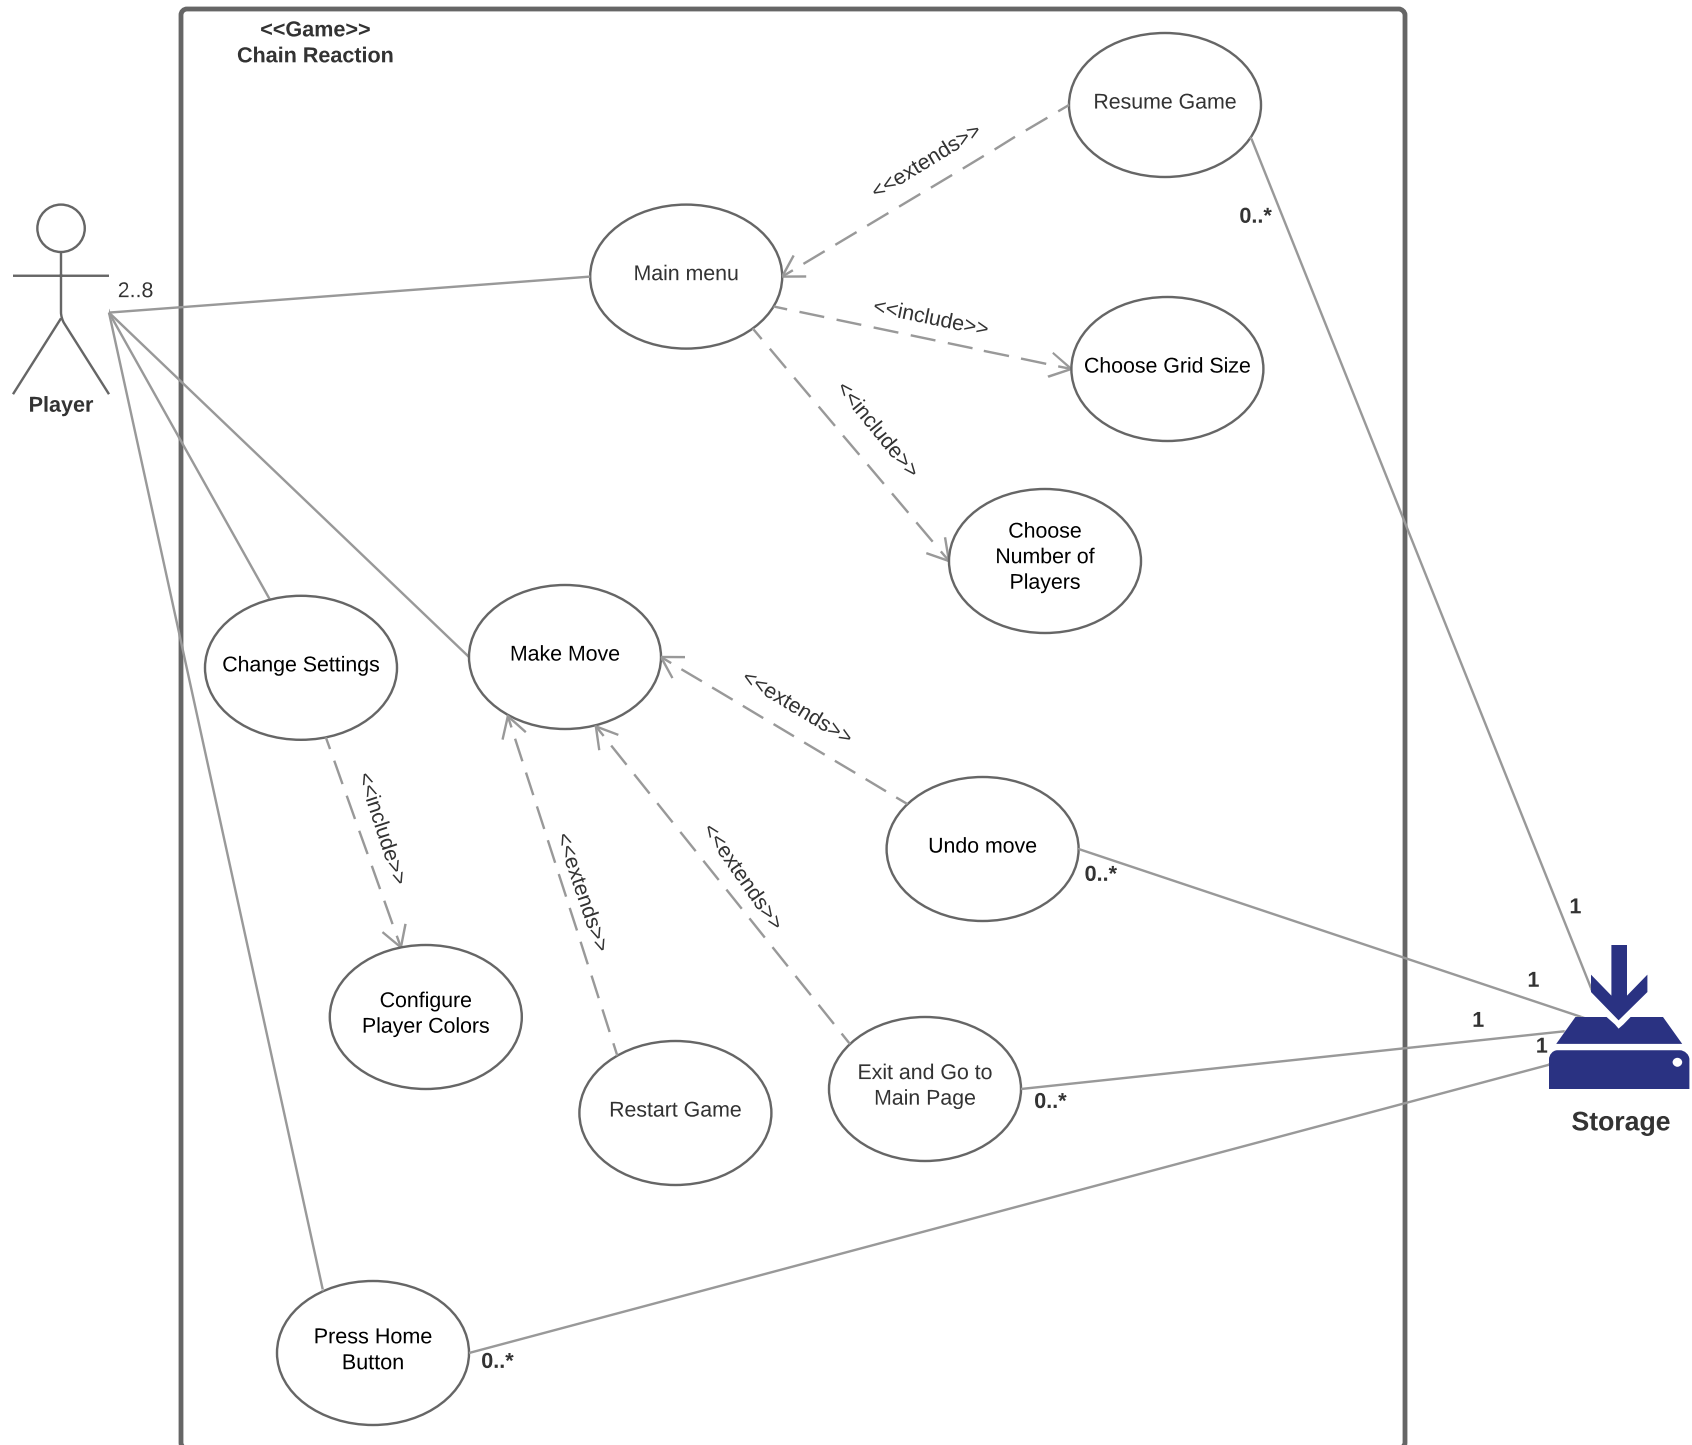 <<Game>>
Chain Reaction
Resume Game
<<extends>>
0..*
Main menu
2..8
<<include>>
Choose Grid Size
Player
<<include>>
Choose
Number of
Players
Change Settings
Make Move
<<extends>>
<<include>>
<<extends>>
<<extends>>
Undo move
0..*
1
1
1
1
Configure
Player Colors
Restart Game
Exit and Go to
Main Page
0..*
Storage
Press Home
Button
0..*